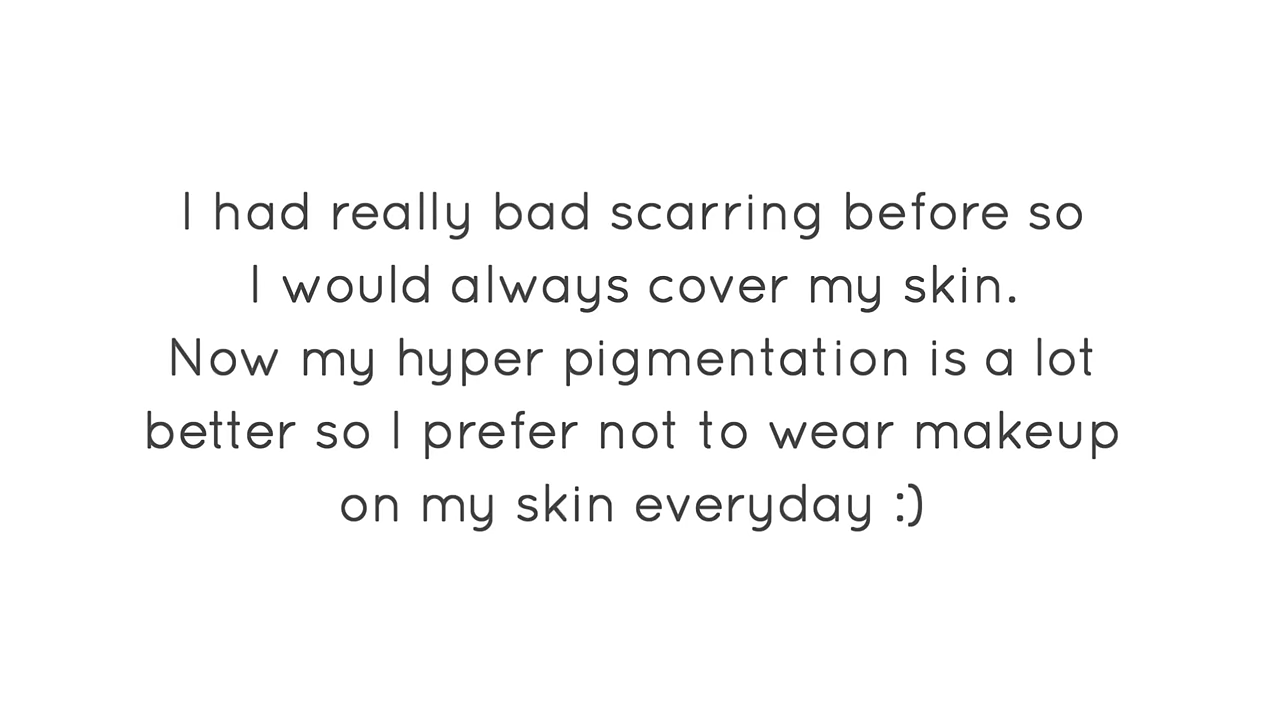 I had really bad scarring before so
I would always cover my skin.
Now my hyper pigmentation is a lot
better so I prefer not to wear makeup
on my skin everyday :)